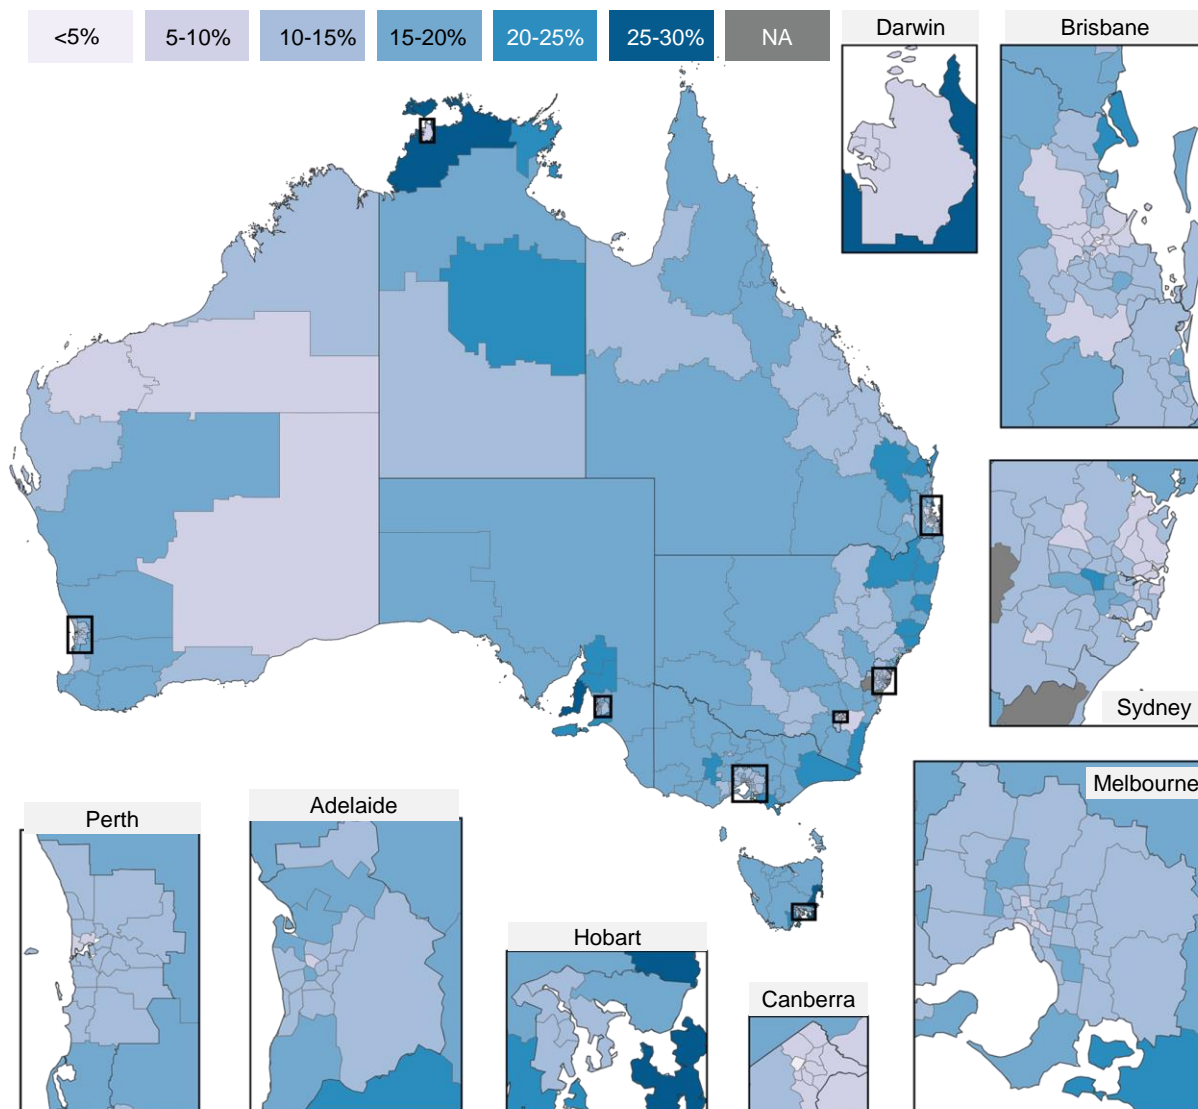 <5% 5-10% 10-15% 15-20% 20-25% 25-30% NA
Darwin
Brisbane
Sydney
Melbourne
Perth
Adelaide
Hobart
Canberra